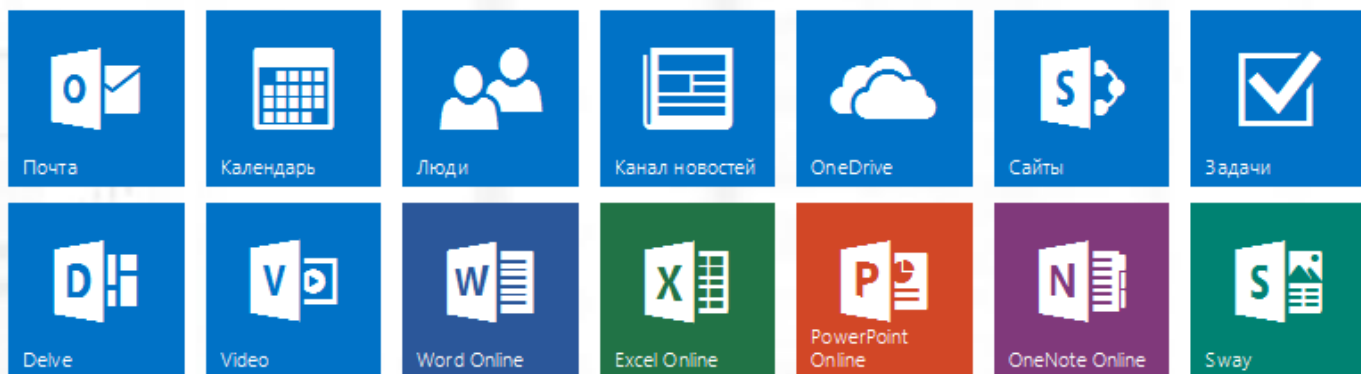 O
Почта
Календарь
Люди
Канал новостей
OneDrive
S
Сайты
Задачи
D
Delve
V
Video
W
Word Online
X
Excel Online
P
PowerPoint
Online
N
OneNote Online
S
Sway